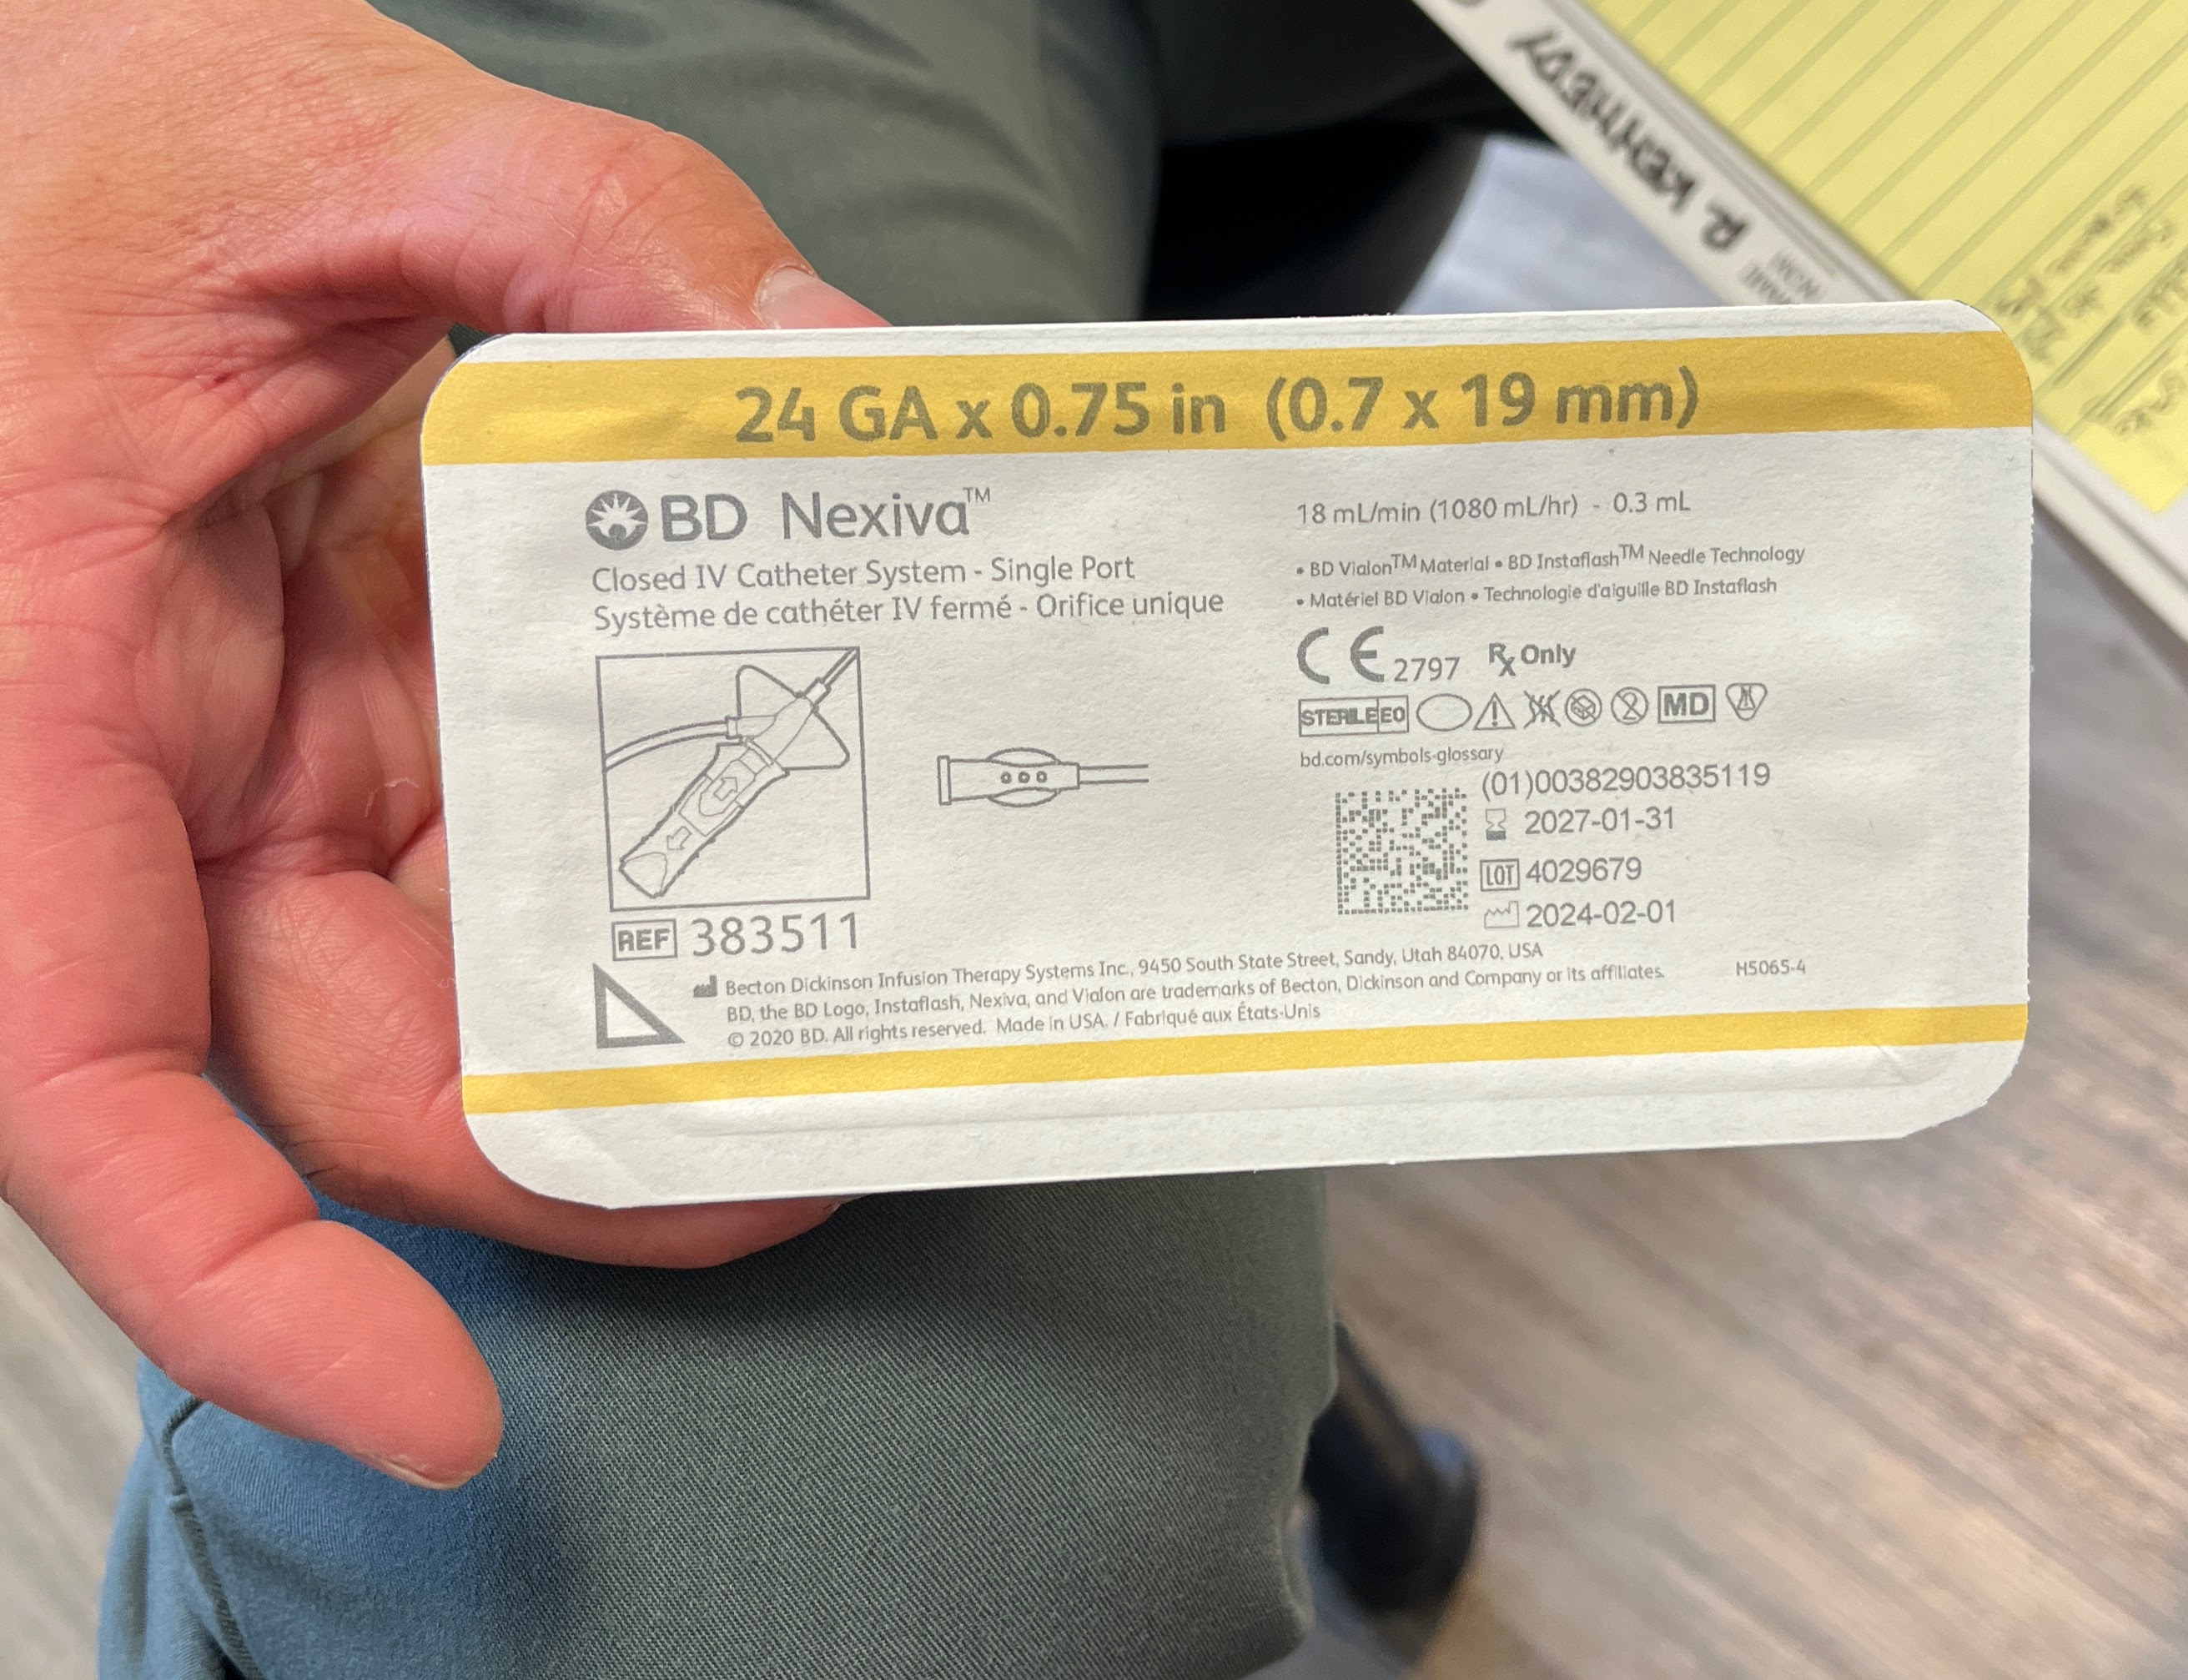 24 GA x 0.75 in (0.7 x 19 mm)
BD Nexiva™
Closed IV Catheter System - Single Port
Système de cathéter IV fermé - Orifice unique
REF 383511
18 mL/min (1080 mL/hr) - 0.3 mL
• BD Vialon™ Material • BD Instaflash™ Needle Technology
• Matériel BD Vialon • Technologie d'aiguille BD Instaflash
CE 2797 Rx Only
STERILE EO 2 MD
bd.com/symbols-glossary
(01)00382903835119
2027-01-31
LOT 4029679
2024-02-01
Becton Dickinson Infusion Therapy Systems Inc., 9450 South State Street, Sandy, Utah 84070, USA
BD, the BD Logo, Instaflash, Nexiva, and Vialon are trademarks of Becton, Dickinson and Company or its affiliates.
© 2020 BD. All rights reserved. Made in USA. / Fabriqué aux États-Unis
H5065-4